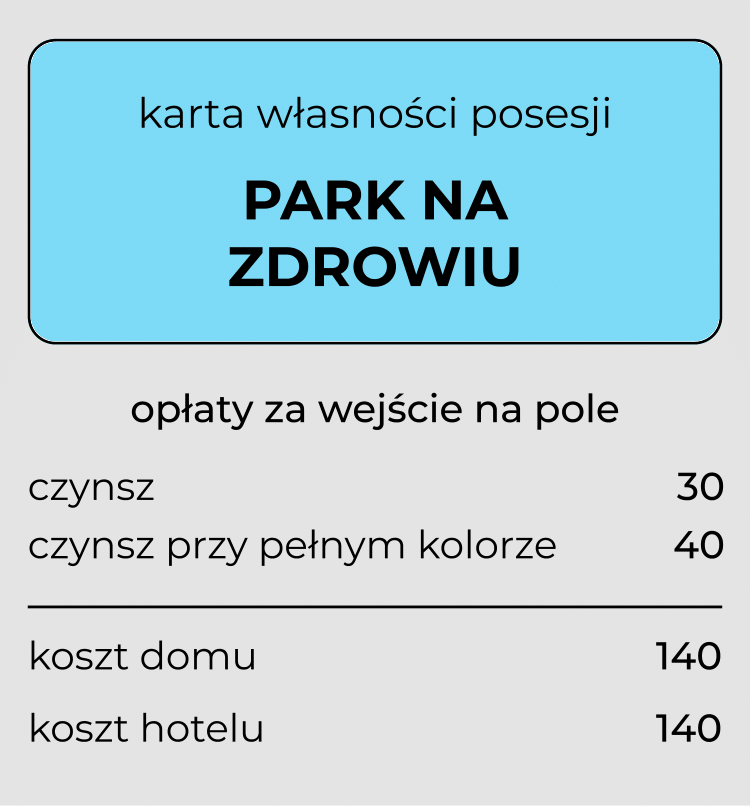 karta własności posesji
PARK NA
ZDROWIU
opłaty za wejście na pole
czynsz 30
czynsz przy pełnym kolorze 40
koszt domu 140
koszt hotelu 140